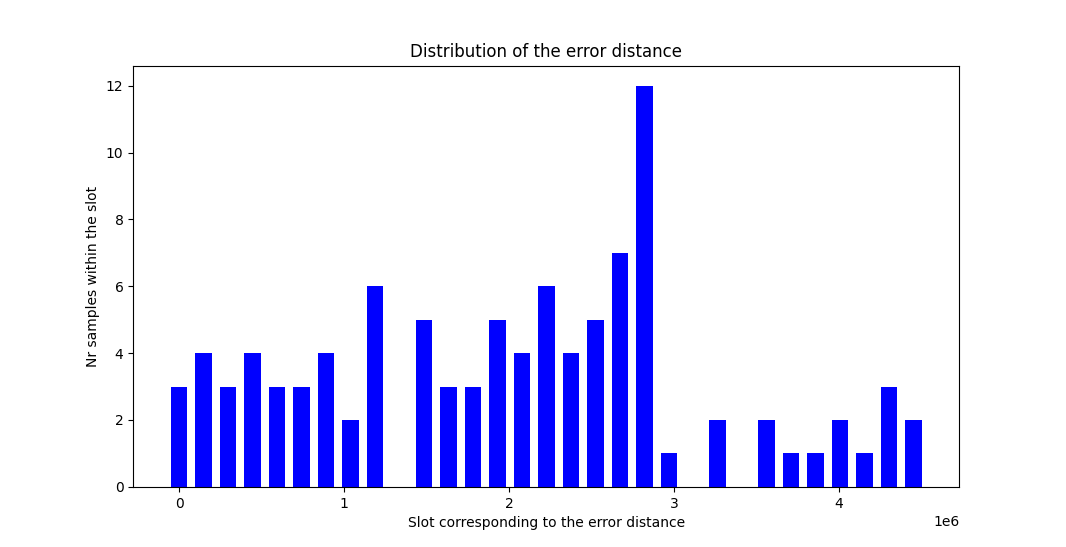 Distribution of the error distance
12
10
8
6
4
2
0
Nr samples within the slot
0 1 2 3 4
1e6
Slot corresponding to the error distance